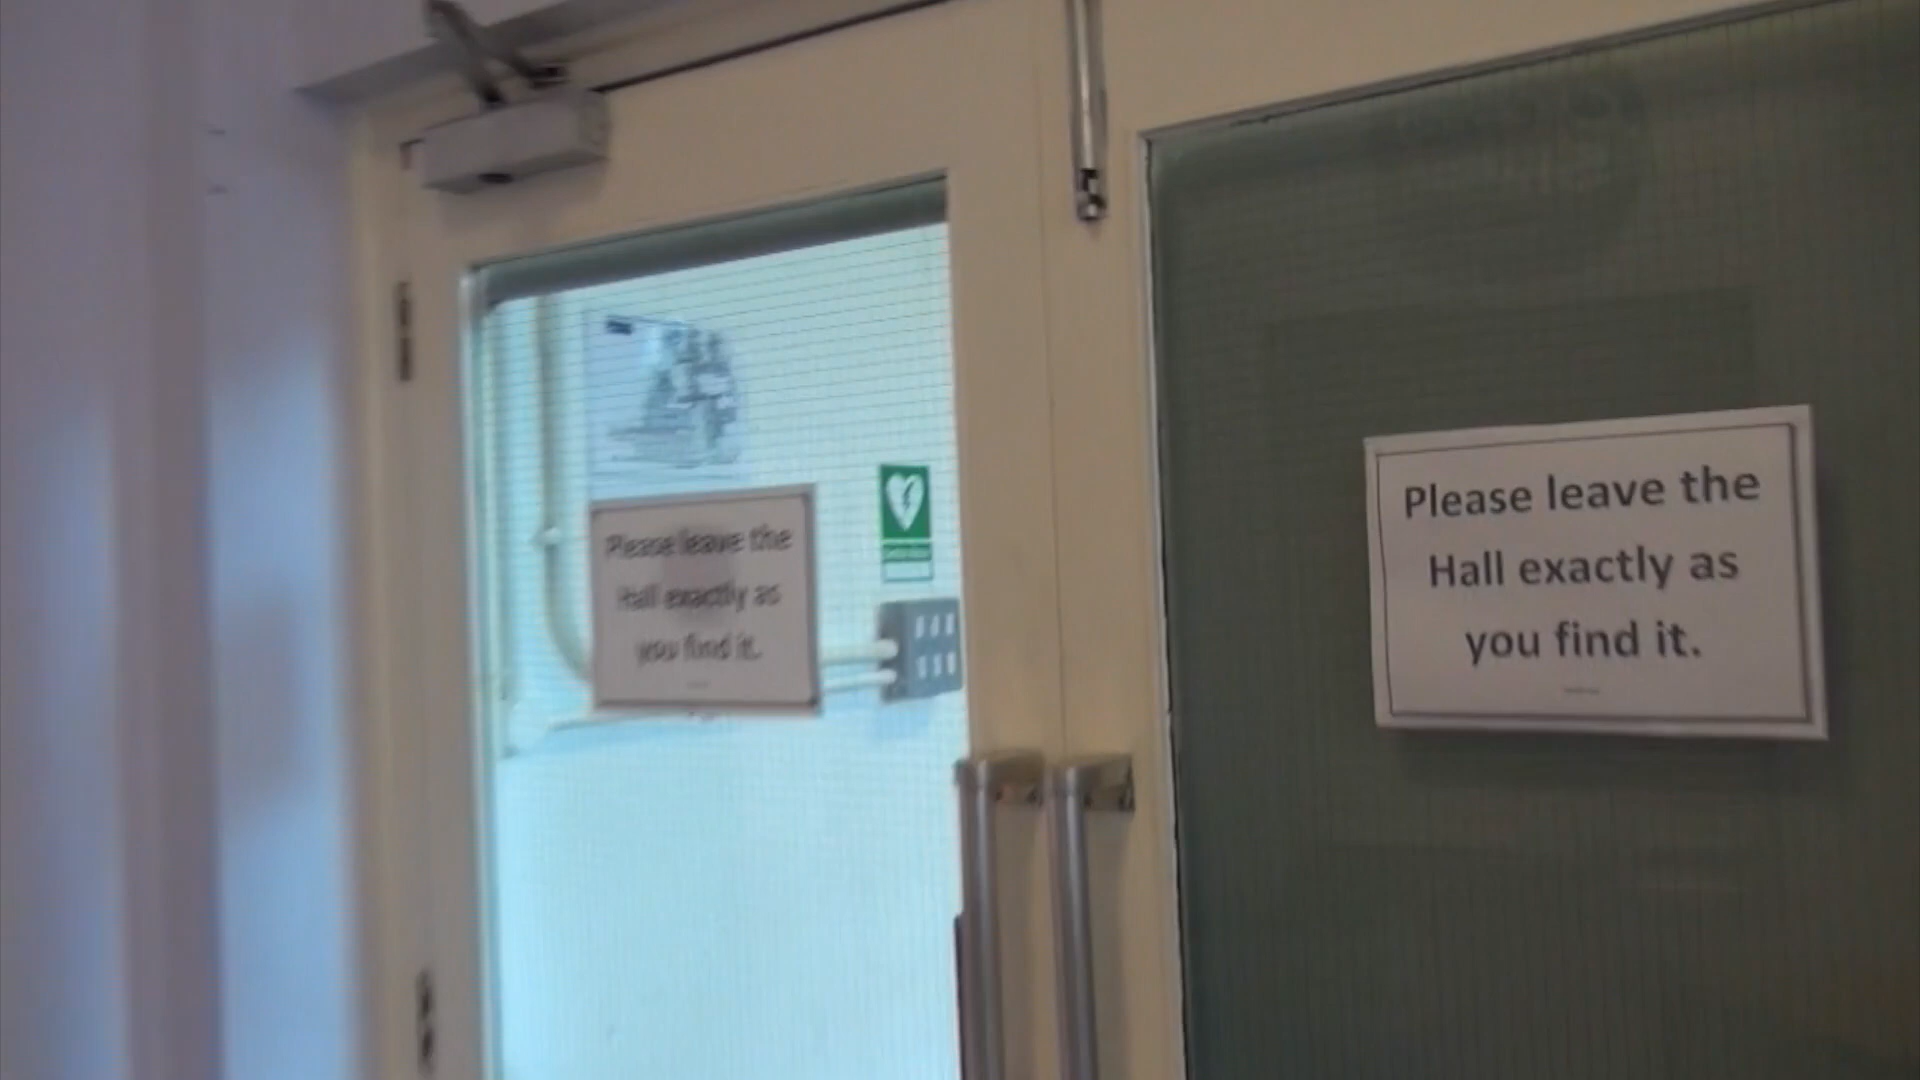 Please leave the
Hall exactly as
you find it.
Please leave the
Hall exactly as
you find it.